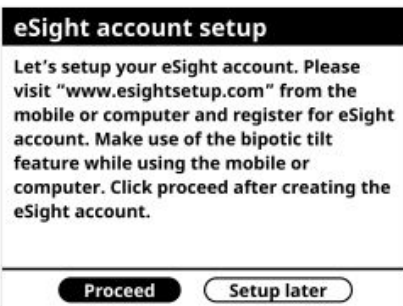 eSight account setup
Let’s setup your eSight account. Please
visit “www.esightsetup.com” from the
mobile or computer and register for eSight
account. Make use of the bipotic tilt
feature while using the mobile or
computer. Click proceed after creating the
eSight account.
Proceed
Setup later